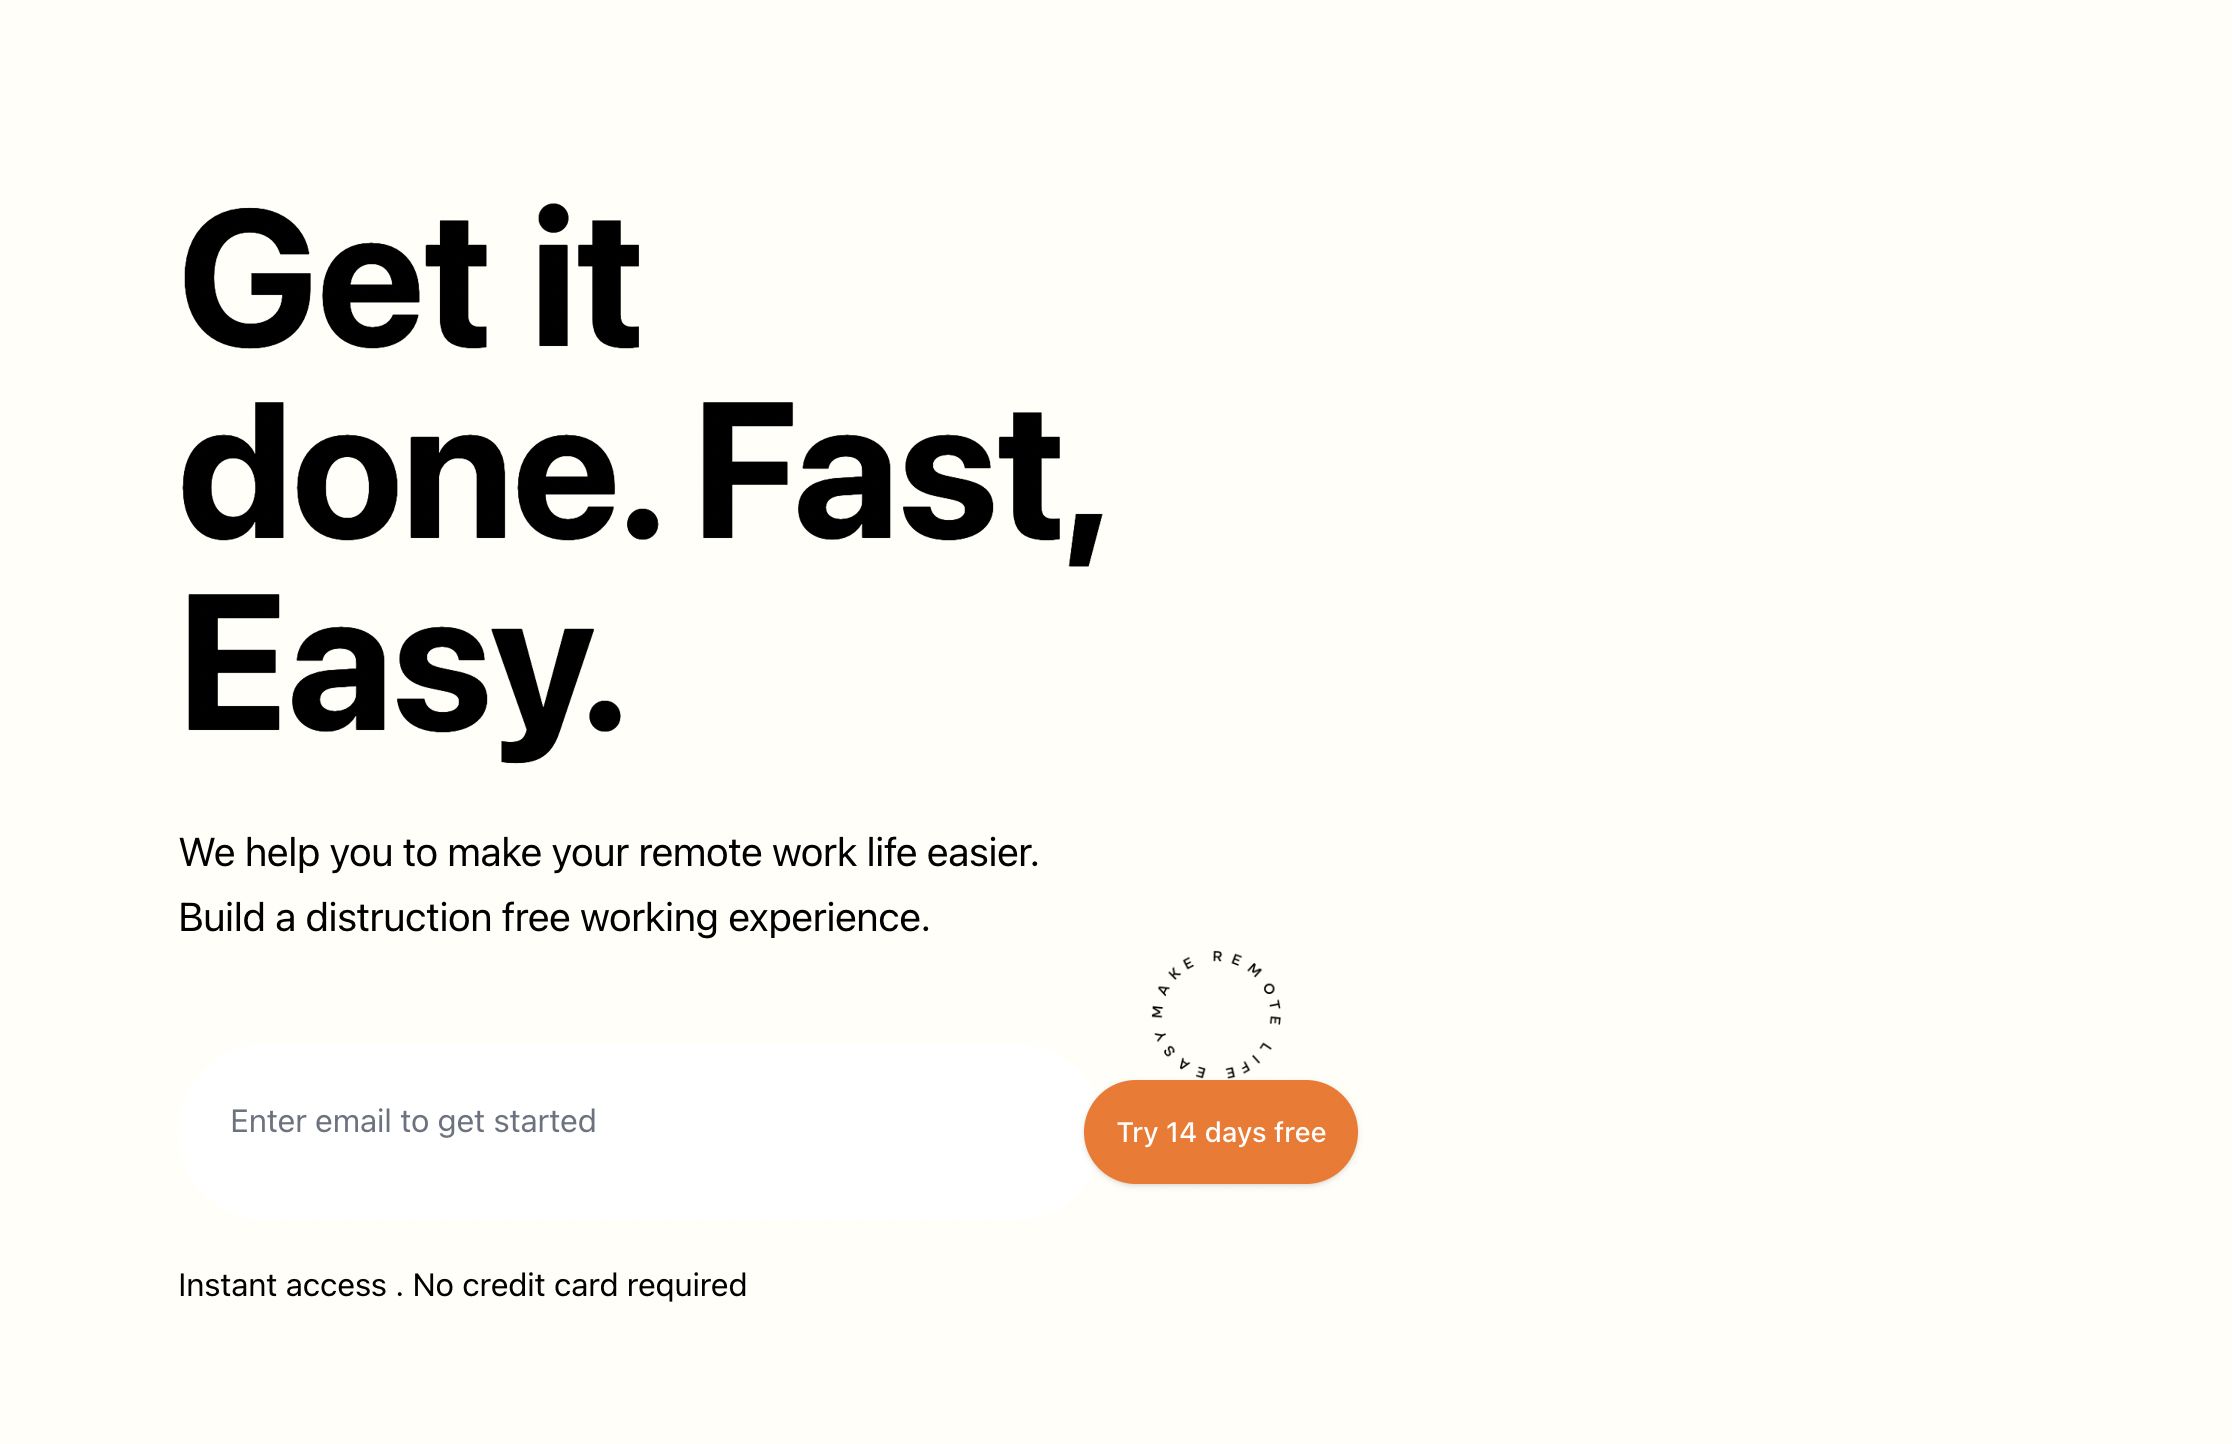 Get it
done. Fast,
Easy.
We help you to make your remote work life easier.
Build a distruction free working experience.
MAKE REMOTE LIFE EASY
Enter email to get started
Try 14 days free
Instant access . No credit card required